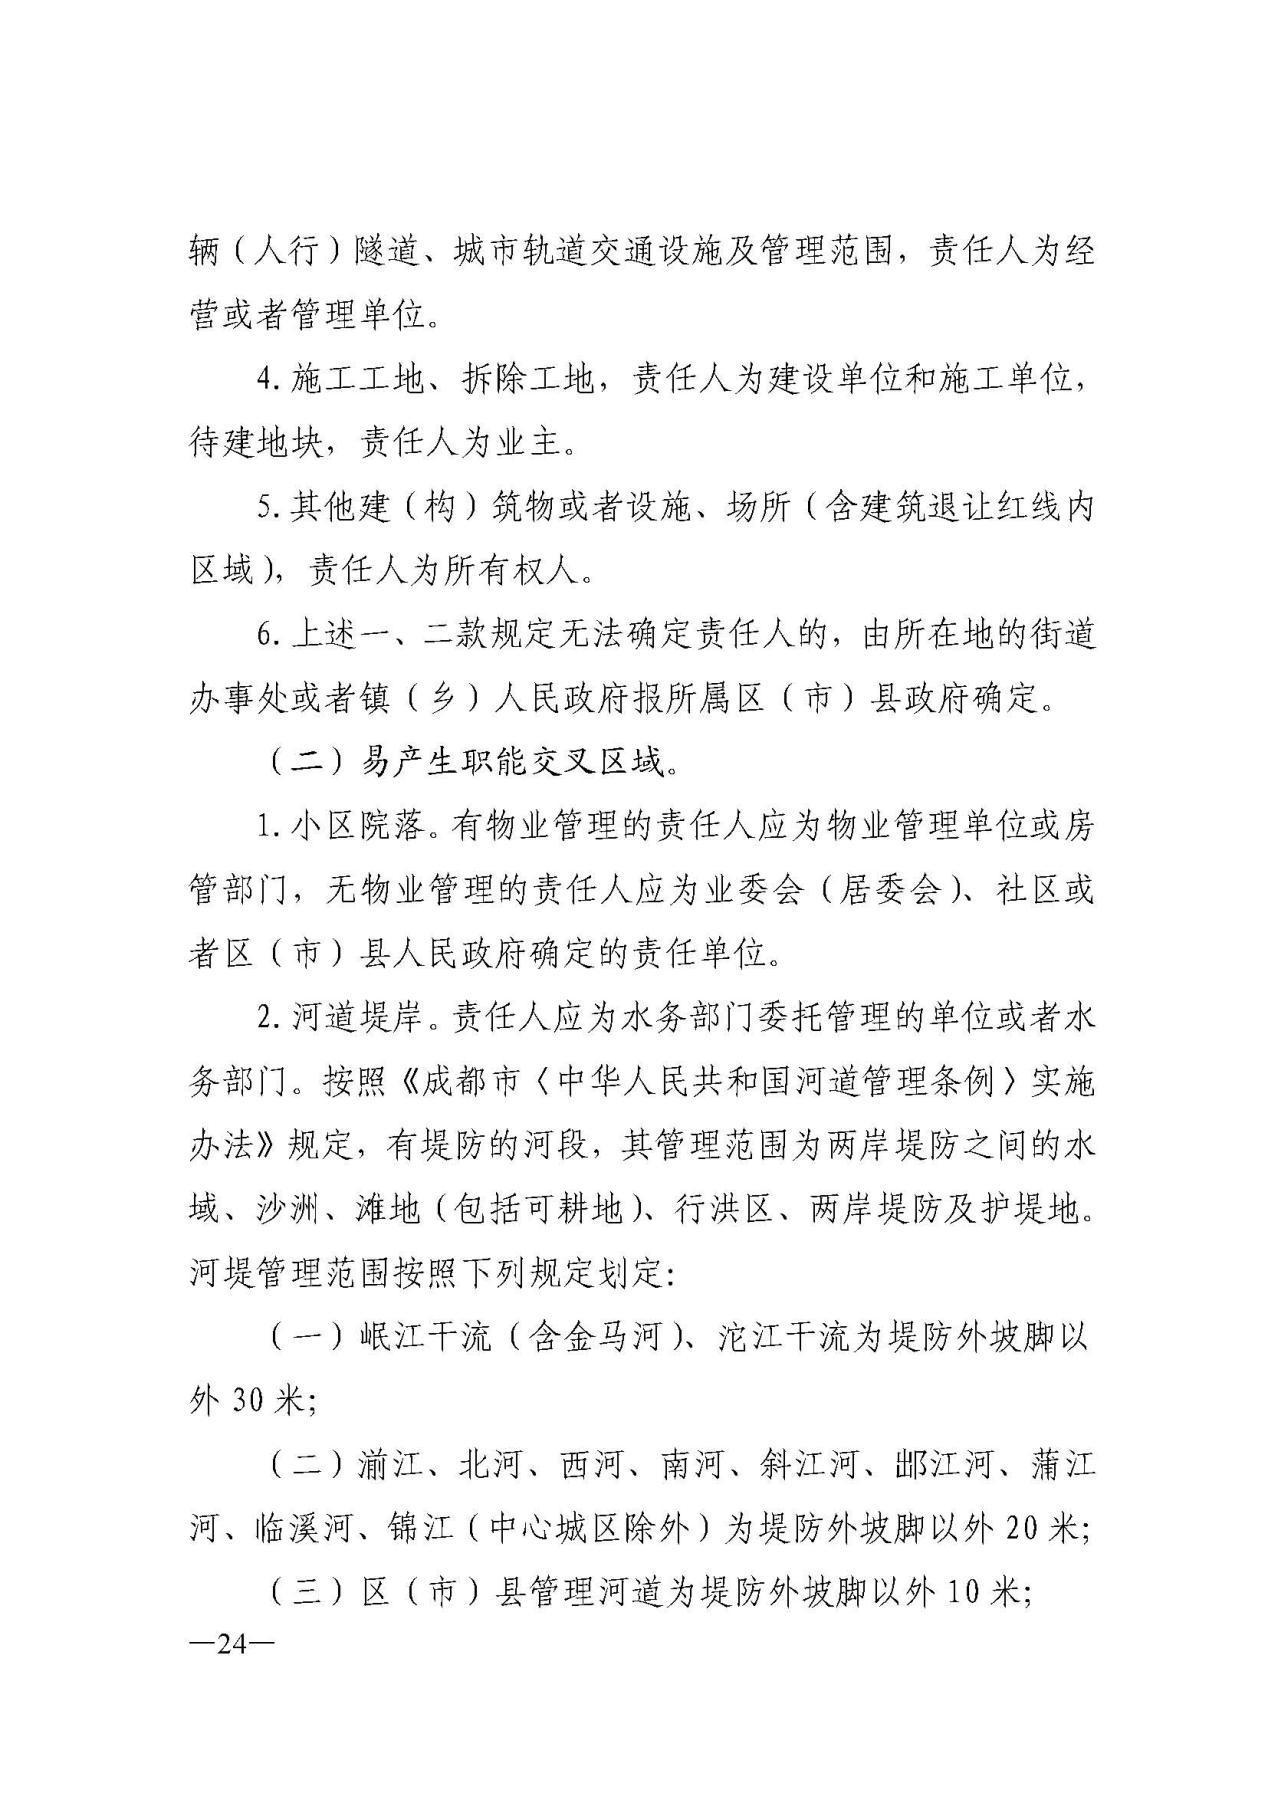 辆（人行）隧道、城市轨道交通设施及管理范围，责任人为经
营或者管理单位。
4. 施工工地、拆除工地，责任人为建设单位和施工单位，
待建地块，责任人为业主。
5. 其他建（构）筑物或者设施、场所（含建筑退让红线内
区域），责任人为所有权人。
6. 上述一、二款规定无法确定责任人的，由所在地的街道
办事处或者镇（乡）人民政府报所属区（市）县政府确定。
（二）易产生职能交叉区域。
1. 小区院落。有物业管理的责任人应为物业管理单位或房
管部门，无物业管理的责任人应为业委会（居委会）、社区或
者区（市）县人民政府确定的责任单位。
2. 河道堤岸。责任人应为水务部门委托管理的单位或者水
务部门。按照《成都市〈中华人民共和国河道管理条例〉实施
办法》规定，有堤防的河段，其管理范围为两岸堤防之间的水
域、沙洲、滩地（包括可耕地）、行洪区、两岸堤防及护堤地。
河堤管理范围按照下列规定划定：
（一）岷江干流（含金马河）、沱江干流为堤防外坡脚以
外 30 米；
（二）湔江、北河、西河、南河、斜江河、䢺江河、蒲江
河、临溪河、锦江（中心城区除外）为堤防外坡脚以外 20 米；
（三）区（市）县管理河道为堤防外坡脚以外 10 米；
—24—